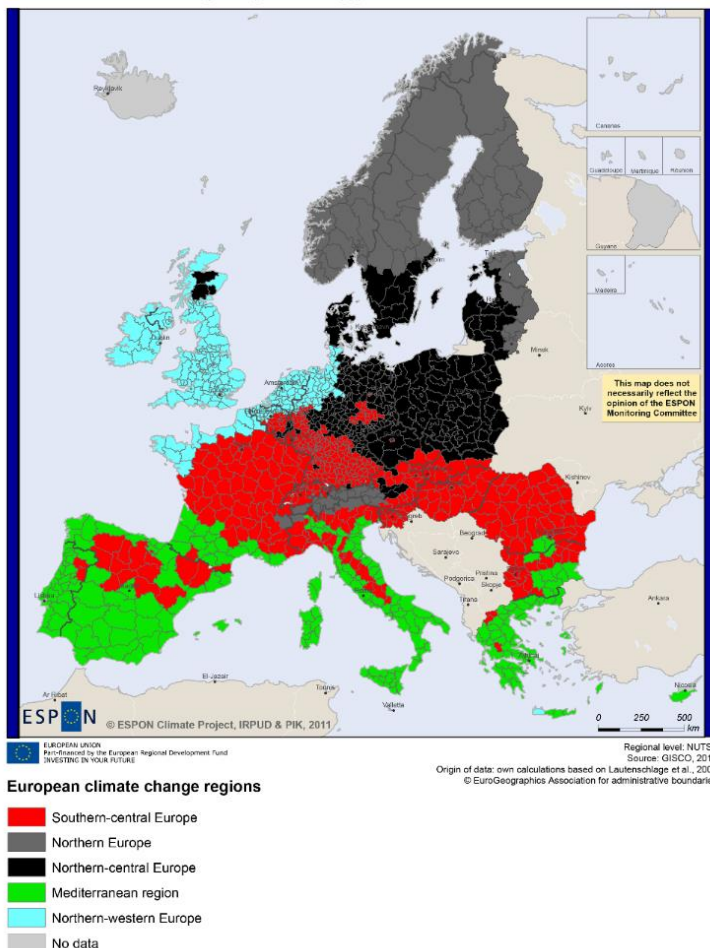 Reykjavik
Canarias
Guadeloupe Martinique Réunion
Guyane
Madeira
Acores
This map does not
necessarily reflect the
opinion of the ESPON
Monitoring Committee
Dublin
Amsterdam
Minsk
Kyiv
Kishinev
Zagreb
Beograd
Sarajevo
Podgorica
Pristina
Skopje
Tirana
Ankara
Nicosia
Ar Ribat
El-Jazair
Tounis
Valletta
ESPON © ESPON Climate Project, IRPUD & PIK, 2011
0 250 500
km
EUROPEAN UNION
Part-financed by the European Regional Development Fund
INVESTING IN YOUR FUTURE
Regional level: NUTS
Source: GISCO, 201
Origin of data: own calculations based on Lautenschlage et al., 200
© EuroGeographics Association for administrative boundarie
European climate change regions
Southern-central Europe
Northern Europe
Northern-central Europe
Mediterranean region
Northern-western Europe
No data